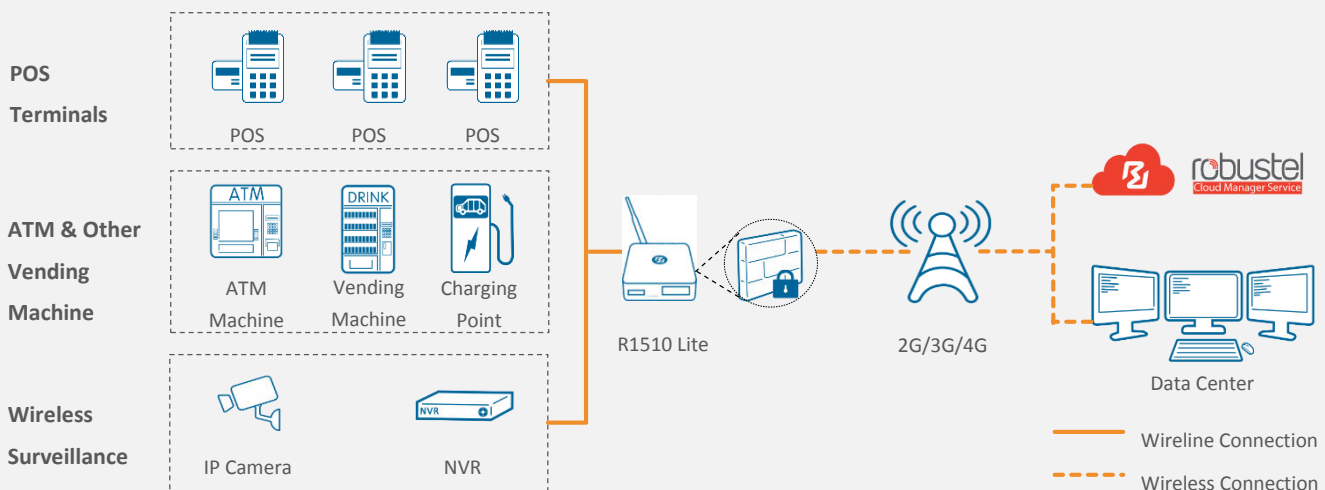 POS
Terminals
POS
POS
POS
ATM & Other
Vending
Machine
ATM
DRINK
ATM
Machine
Vending
Machine
Charging
Point
Wireless
Surveillance
NVR
IP Camera
NVR
R1510 Lite
2G/3G/4G
robustel
Cloud Manager Service
Data Center
Wireline Connection
Wireless Connection